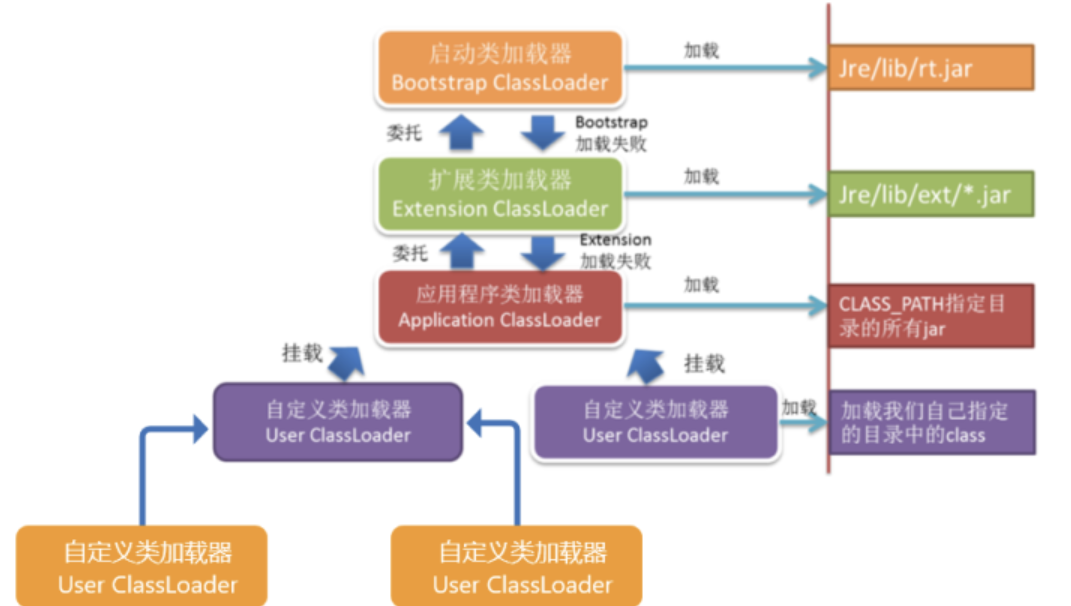 启动类加载器
Bootstrap ClassLoader
加载
Jre/lib/rt.jar
委托
Bootstrap
加载失败
扩展类加载器
Extension ClassLoader
加载
Jre/lib/ext/*.jar
委托
Extension
加载失败
应用程序类加载器
Application ClassLoader
加载
CLASS_PATH指定目
录的所有jar
挂载
挂载
自定义类加载器
User ClassLoader
自定义类加载器
User ClassLoader
加载
加载我们自己指定
的目录中的class
自定义类加载器
User ClassLoader
自定义类加载器
User ClassLoader